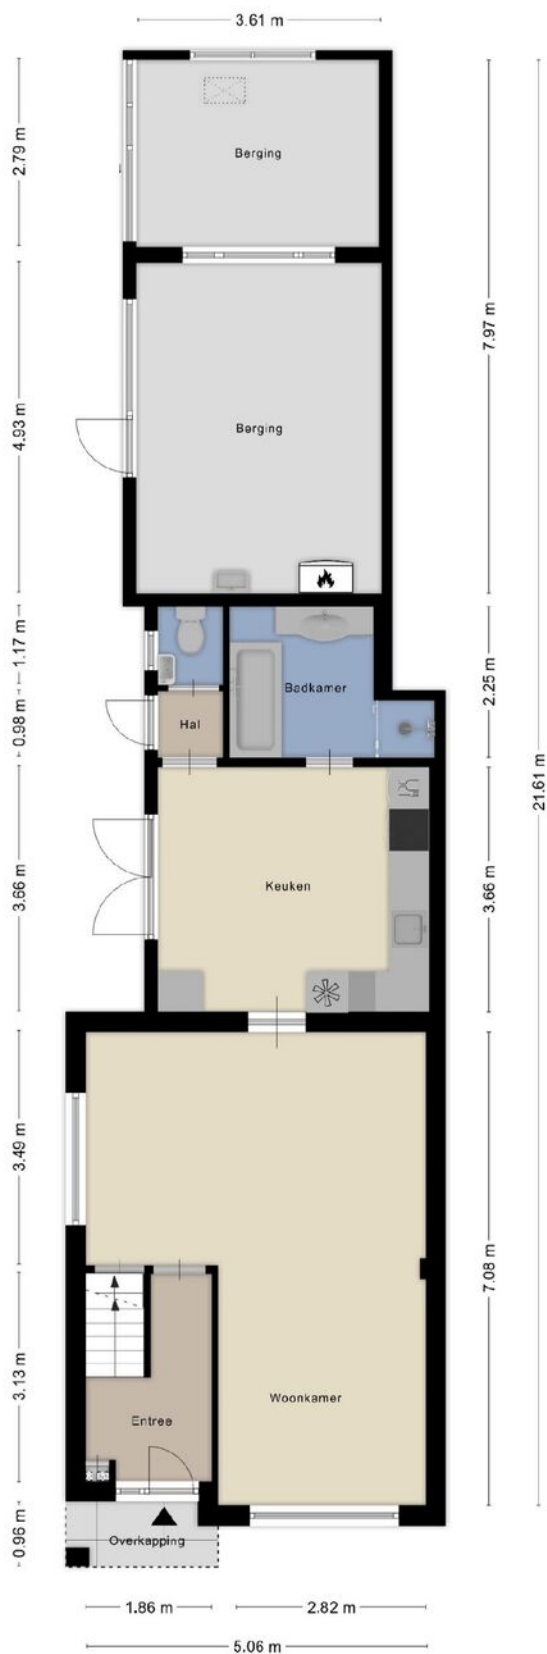 3.61 m
2.79 m
Berging
7.97 m
4.93 m
Berging
1.17 m
Badkamer
2.25 m
0.98 m
Hal
21.61 m
3.66 m
Keuken
3.66 m
3.49 m
7.08 m
3.13 m
Woonkamer
Entree
0.96 m
Overkapping
1.86 m
2.82 m
5.06 m